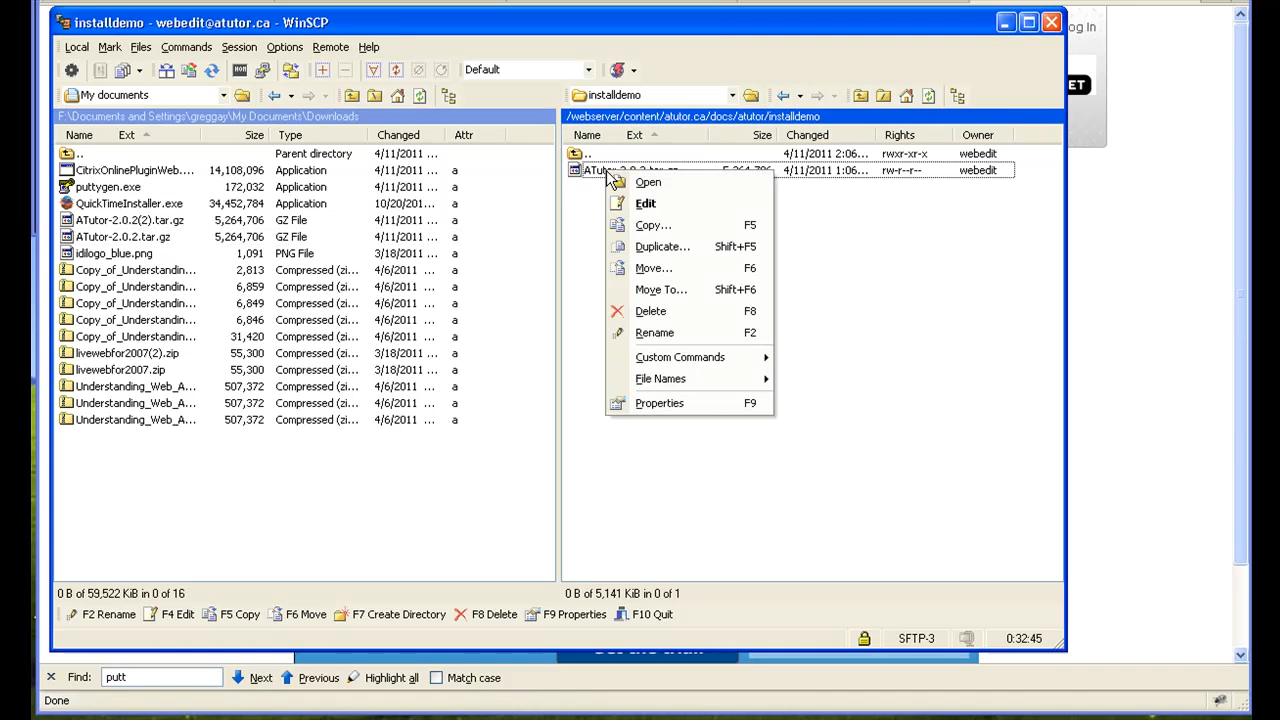 installdemo - webedit@atutor.ca - WinSCP
og In
Local Mark Files Commands Session Options Remote Help
Default
ET
My documents
installdemo
F:\Documents and Settings\greggay\My Documents\Downloads
/webserver/content/atutor.ca/docs/atutor/installdemo
Name Ext Size Type Changed Attr
Name Ext Size Changed Rights Owner
.. Parent directory 4/11/2011 ...
.. 4/11/2011 2:06... rwxr-xr-x webedit
CitrixOnlinePluginWeb.... 14,108,096 Application 4/11/2011 ... a
4/11/2011 1:06... rw-r--r-- webedit
puttygen.exe 172,032 Application 4/11/2011 ... a
QuickTimeInstaller.exe 34,452,784 Application 10/20/201... a
ATutor-2.0.2(2).tar.gz 5,264,706 GZ File 4/11/2011 ... a
ATutor-2.0.2.tar.gz 5,264,706 GZ File 4/11/2011 ... a
idilogo_blue.png 1,091 PNG File 3/18/2011 ... a
Copy_of_Understandin... 2,813 Compressed (zi... 4/6/2011 ... a
Copy_of_Understandin... 6,859 Compressed (zi... 4/6/2011 ... a
Copy_of_Understandin... 6,849 Compressed (zi... 4/6/2011 ... a
Copy_of_Understandin... 6,846 Compressed (zi... 4/6/2011 ... a
Copy_of_Understandin... 31,420 Compressed (zi... 4/6/2011 ... a
livewebfor2007(2).zip 55,300 Compressed (zi... 3/18/2011 ... a
livewebfor2007.zip 55,300 Compressed (zi... 3/18/2011 ... a
Understanding_Web_A... 507,372 Compressed (zi... 4/6/2011 ... a
Understanding_Web_A... 507,372 Compressed (zi... 4/6/2011 ... a
Understanding_Web_A... 507,372 Compressed (zi... 4/6/2011 ... a
Open
Edit
Copy... F5
Duplicate... Shift+F5
Move... F6
Move To... Shift+F6
Delete F8
Rename F2
Custom Commands
File Names
Properties F9
0 B of 59,522 KiB in 0 of 16
0 B of 5,141 KiB in 0 of 1
F2 Rename F4 Edit F5 Copy F6 Move F7 Create Directory F8 Delete F9 Properties F10 Quit
SFTP-3 0:32:45
Find: putt Next Previous Highlight all Match case
Done